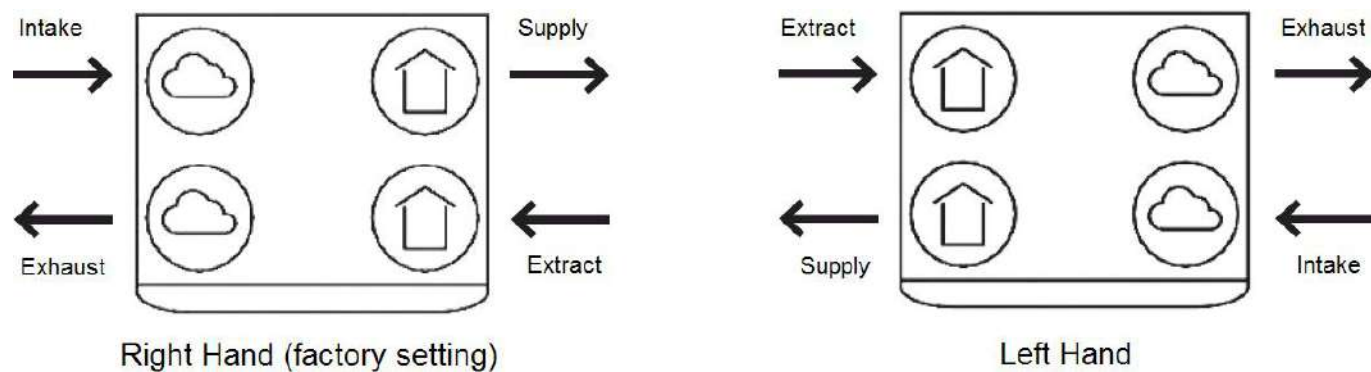 Intake
Supply
Exhaust
Extract
Right Hand (factory setting)
Extract
Exhaust
Supply
Intake
Left Hand